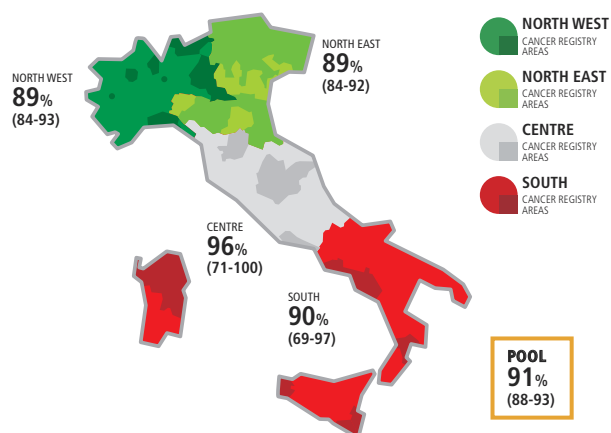 NORTH WEST
89%
(84-93)
NORTH EAST
89%
(84-92)
CENTRE
96%
(71-100)
SOUTH
90%
(69-97)
NORTH WEST
CANCER REGISTRY
AREAS
NORTH EAST
CANCER REGISTRY
AREAS
CENTRE
CANCER REGISTRY
AREAS
SOUTH
CANCER REGISTRY
AREAS
POOL
91%
(88-93)